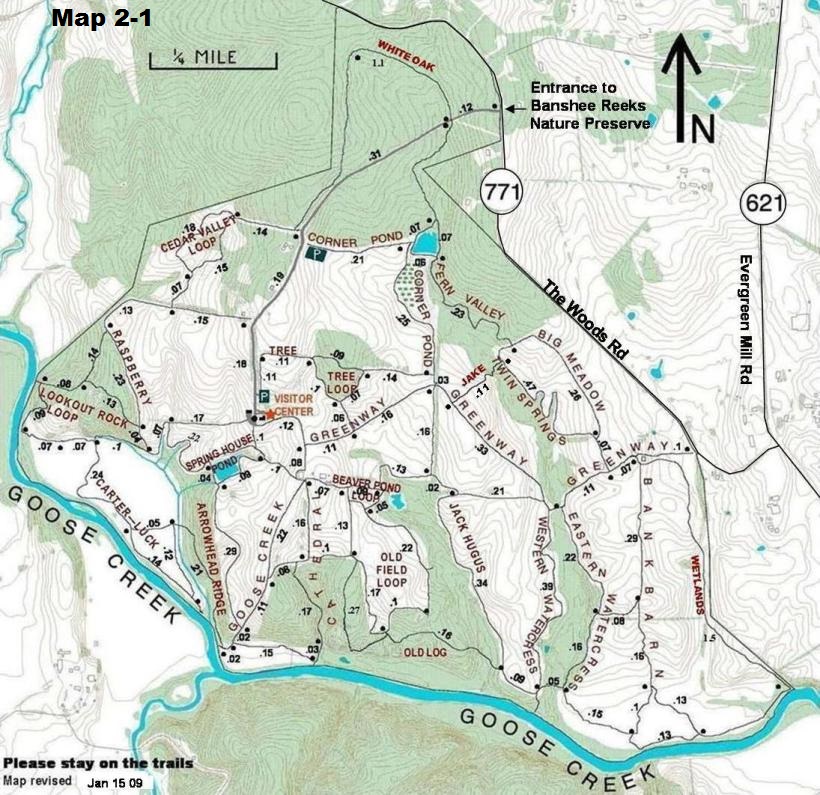 Map 2-1
¼ MILE
WHITE OAK
1.1
.12
Entrance to
Banshee Reeks
Nature Preserve
N
.31
771
621
.18
CEDAR VALLEY
LOOP
.14
.15
.07
CORNER POND
.07
.07
P
.21
.06
.19
CORNER POND
.25
FERN VALLEY
.23
The Woods Rd
Evergreen Mill Rd
.13
.15
RASPBERRY
.14
.23
.18
TREE
.11
.09
.11
TREE
LOOP
.14
.07
.1
.03
JAKE
.11
TWIN SPRINGS
.47
BIG MEADOW
.26
.07
.08
.13
LOOKOUT ROCK
LOOP
.09
.04
.07
.07
.07
.1
.17
.22
P
VISITOR
CENTER
.12
.06
GREENWAY
.16
.11
.16
GREENWAY
.33
GREENWAY
.1
.07
.11
SPRING HOUSE
POND
.1
.04
.09
.1
.08
.13
BEAVER POND
LOOP
.07
.05
.02
.21
.24
CARTER-LUCK
.05
.12
.14
.21
GOOSE CREEK
ARROWHEAD RIDGE
.29
GOOSE CREEK
.22
.11
.08
.16
CATHEDRAL
.13
.1
.17
.27
OLD
FIELD
LOOP
.22
.17
.1
.16
OLD LOG
.02
.02
.15
.03
JACK HUGUS
.34
WESTERN WATERCRESS
.39
.09
.05
EASTERN WATERCRESS
.22
.16
.08
BANK BARN
.29
.16
WETLANDS
1.5
.15
.1
.13
.13
GOOSE CREEK
Please stay on the trails
Map revised Jan 15 09